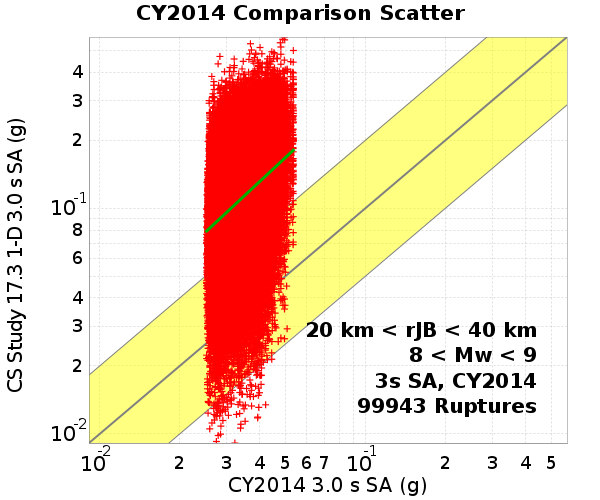 CY2014 Comparison Scatter
CS Study 17.3 1-D 3.0 s SA (g)
4
3
2
10-1
8
6
4
3
2
10-2
20 km < rJB < 40 km
8 < Mw < 9
3s SA, CY2014
99943 Ruptures
10-2 2 3 4 5 6 7 10-1 2 3 4 5
CY2014 3.0 s SA (g)